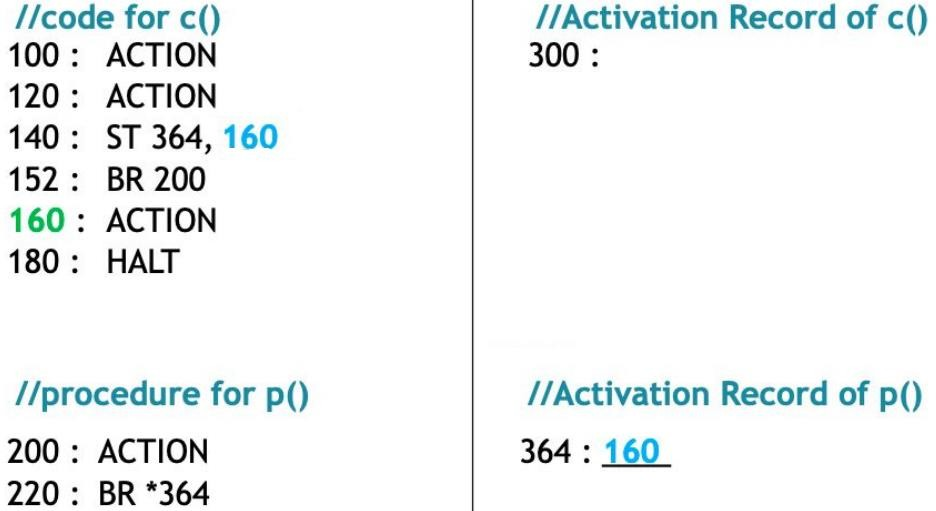 //code for c()
100 : ACTION
120 : ACTION
140 : ST 364, 160
152 : BR 200
160 : ACTION
180 : HALT
//Activation Record of c()
300 :
//procedure for p()
200 : ACTION
220 : BR *364
//Activation Record of p()
364 : 160